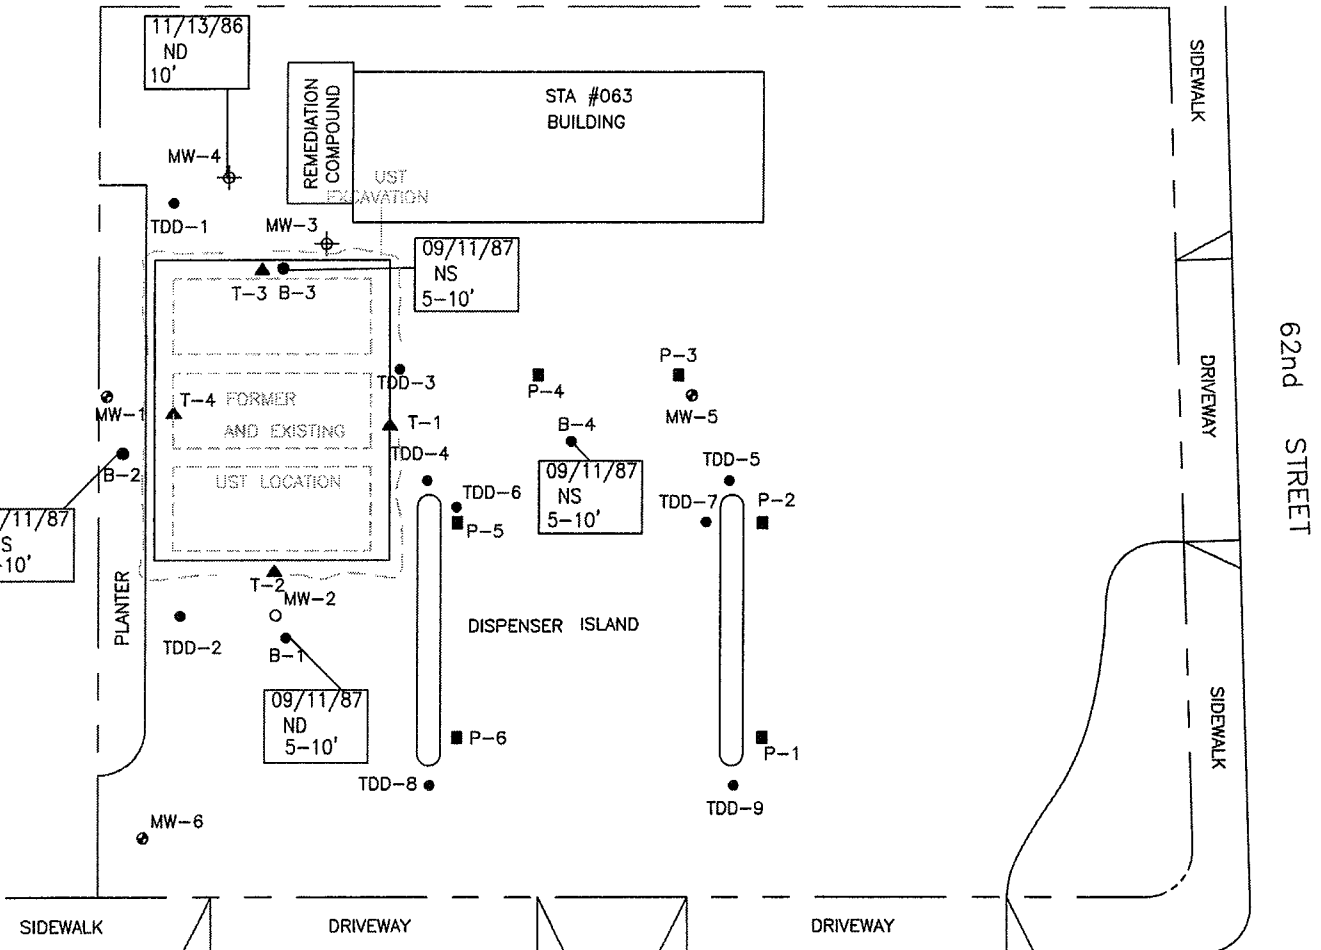 11/13/86
ND
10'
STA #063
BUILDING
REMEDIATION
COMPOUND
SIDEWALK
MW-4
UST
EXCAVATION
TDD-1
MW-3
09/11/87
NS
5-10'
T-3 B-3
62nd STREET
DRIVEWAY
P-3
TDD-3
P-4
MW-5
MW-1
T-4
FORMER
AND EXISTING
T-1
B-4
TDD-4
B-2
UST LOCATION
09/11/87
NS
5-10'
TDD-5
TDD-6
TDD-7
P-2
P-5
/11/87
S
-10'
PLANTER
T-2
MW-2
TDD-2
B-1
DISPENSER ISLAND
09/11/87
ND
5-10'
SIDEWALK
P-6
P-1
TDD-8
TDD-9
MW-6
SIDEWALK
DRIVEWAY
DRIVEWAY